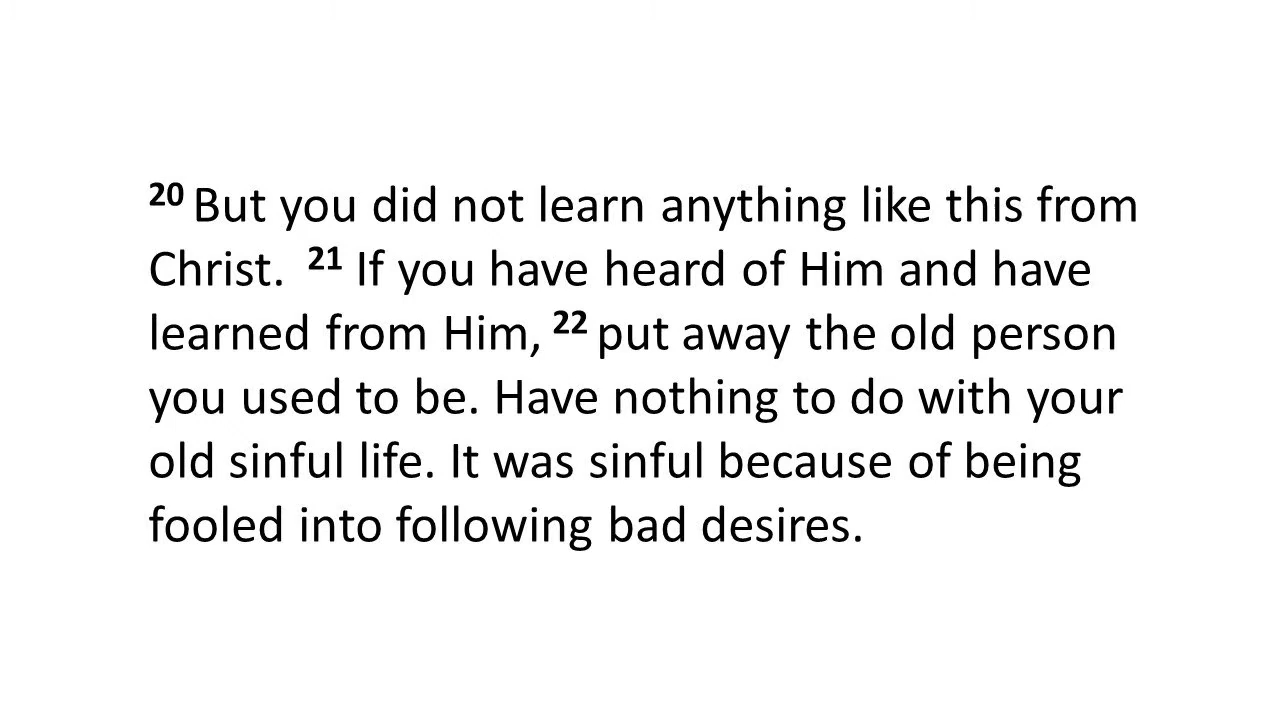 20 But you did not learn anything like this from
Christ. 21 If you have heard of Him and have
learned from Him, 22 put away the old person
you used to be. Have nothing to do with your
old sinful life. It was sinful because of being
fooled into following bad desires.